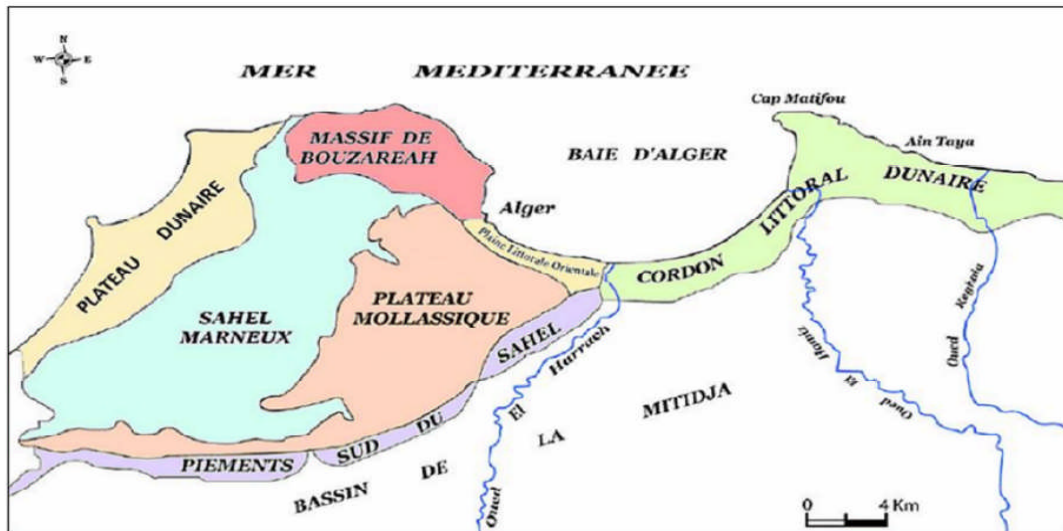 N
W E
S
MER MEDITERRANEE
Cap Matifou
MASSIF DE
BOUZAREAH
BAIE D'ALGER
Ain Taya
DUNAIRE
LITTORAL
CORDON
Alger
Plaine Littorale Orientale
PLATEAU DUNAIRE
SAHEL
MARNEUX
PLATEAU
MOLLASSIQUE
PIEMENTS SUD DU SAHEL
Oued El Harrach
Oued El Hamiz
Oued Regtoia
BASSIN DE LA MITIDJA
0 4 Km